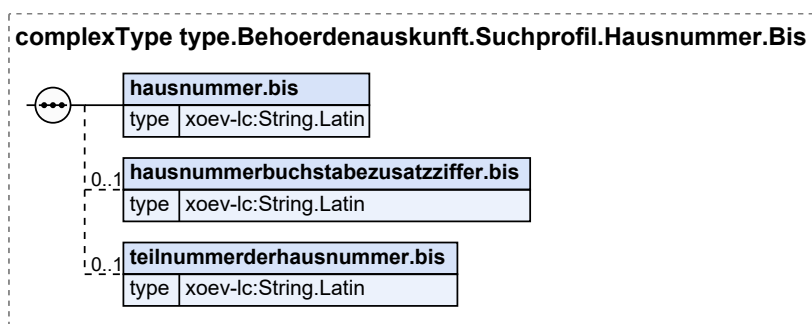 complexType type.Behoerdenauskunft.Suchprofil.Hausnummer.Bis
hausnummer.bis
type xoev-lc:String.Latin
0..1 hausnummerbuchstabezusatzziffer.bis
type xoev-lc:String.Latin
0..1 teilnummerderhausnummer.bis
type xoev-lc:String.Latin